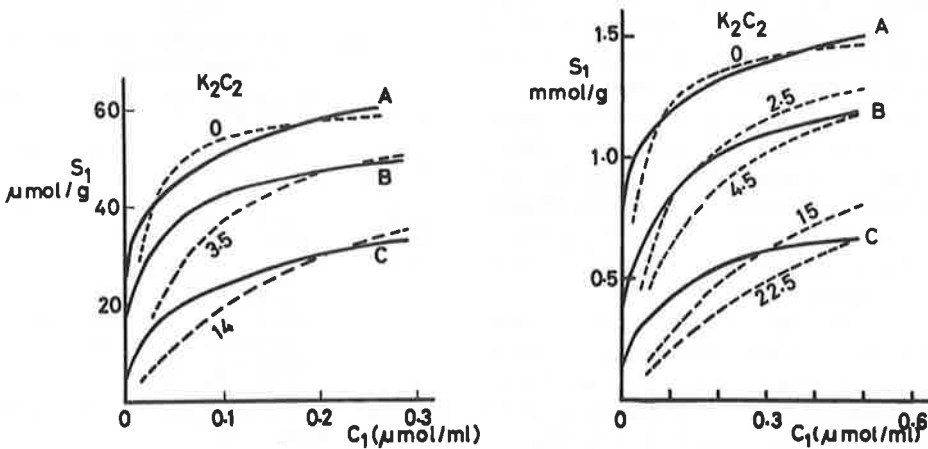 K₂C₂
60
40
20
S₁
μmol/g
0
A
B
3·5
C
14
0
0·1
0·2
0·3
C₁(μmol/ml)
K₂C₂
1·5
1·0
0·5
S₁
mmol/g
0
A
2·5
B
4·5
15
C
22·5
0
0·3
0·6
C₁(μmol/ml)